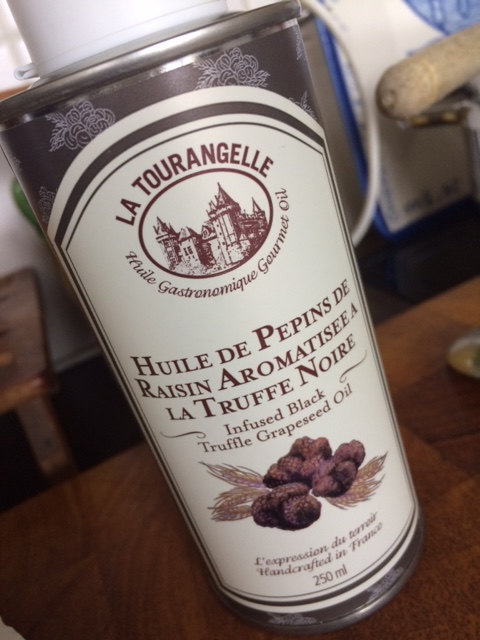 LA TOURANGELLE
Huile Gastronomique Gourmet Oil
HUILE DE PEPINS DE
RAISIN AROMATISEE A
LA TRUFFE NOIRE
Infused Black
Truffle Grapeseed Oil
L'expression du terroir
Handcrafted in France
250 ml